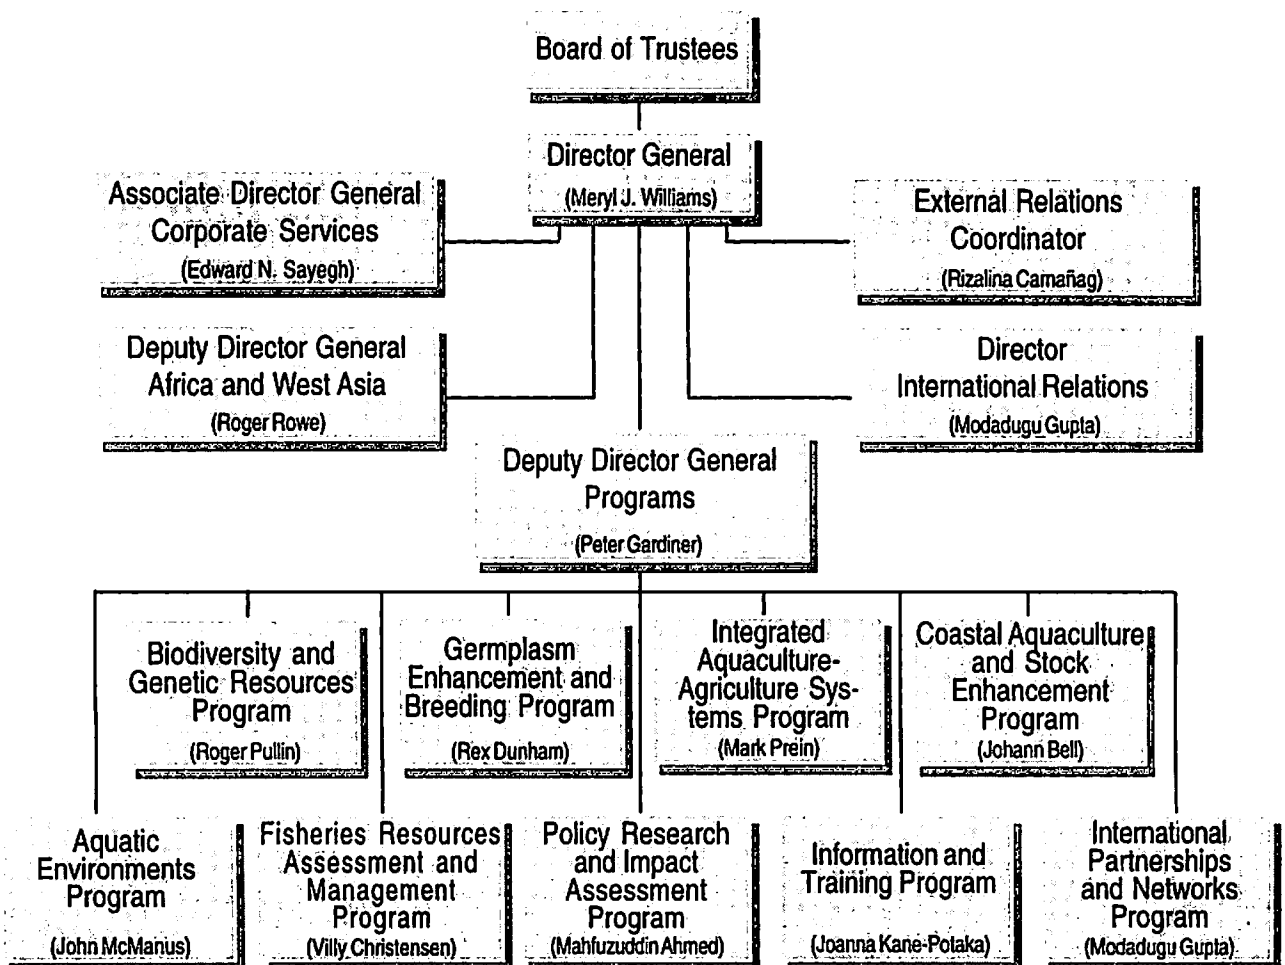 Board of Trustees
Director General
(Meryl J. Williams)
Associate Director General
Corporate Services
(Edward N. Sayegh)
External Relations
Coordinator
(Rizalina Camañag)
Deputy Director General
Africa and West Asia
(Roger Rowe)
Director
International Relations
(Modadugu Gupta)
Deputy Director General
Programs
(Peter Gardiner)
Biodiversity and
Genetic Resources
Program
(Roger Pullin)
Germplasm
Enhancement and
Breeding Program
(Rex Dunham)
Integrated
Aquaculture-
Agriculture Sys-
tems Program
(Mark Prein)
Coastal Aquaculture
and Stock
Enhancement
Program
(Johann Bell)
Aquatic
Environments
Program
(John McManus)
Fisheries Resources
Assessment and
Management
Program
(Villy Christensen)
Policy Research
and Impact
Assessment
Program
(Mahfuzuddin Ahmed)
Information and
Training Program
(Joanna Kane-Potaka)
International
Partnerships
and Networks
Program
(Modadugu Gupta)